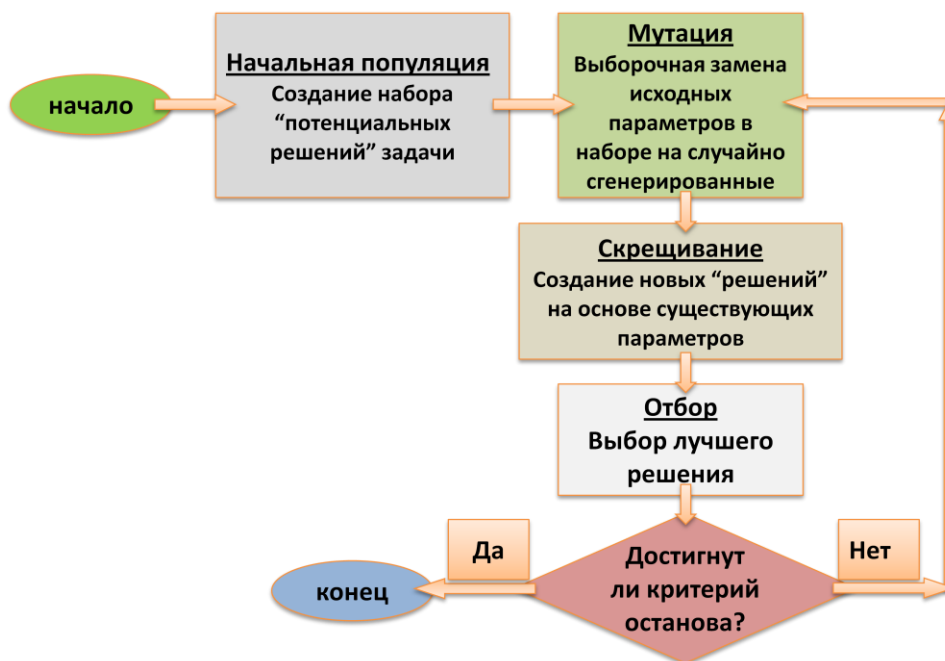 начало
Начальная популяция
Создание набора
“потенциальных
решений” задачи
Мутация
Выборочная замена
исходных
параметров в
наборе на случайно
сгенерированные
Скрещивание
Создание новых “решений”
на основе существующих
параметров
Отбор
Выбор лучшего
решения
Да
Достигнут
ли критерий
останова?
Нет
конец